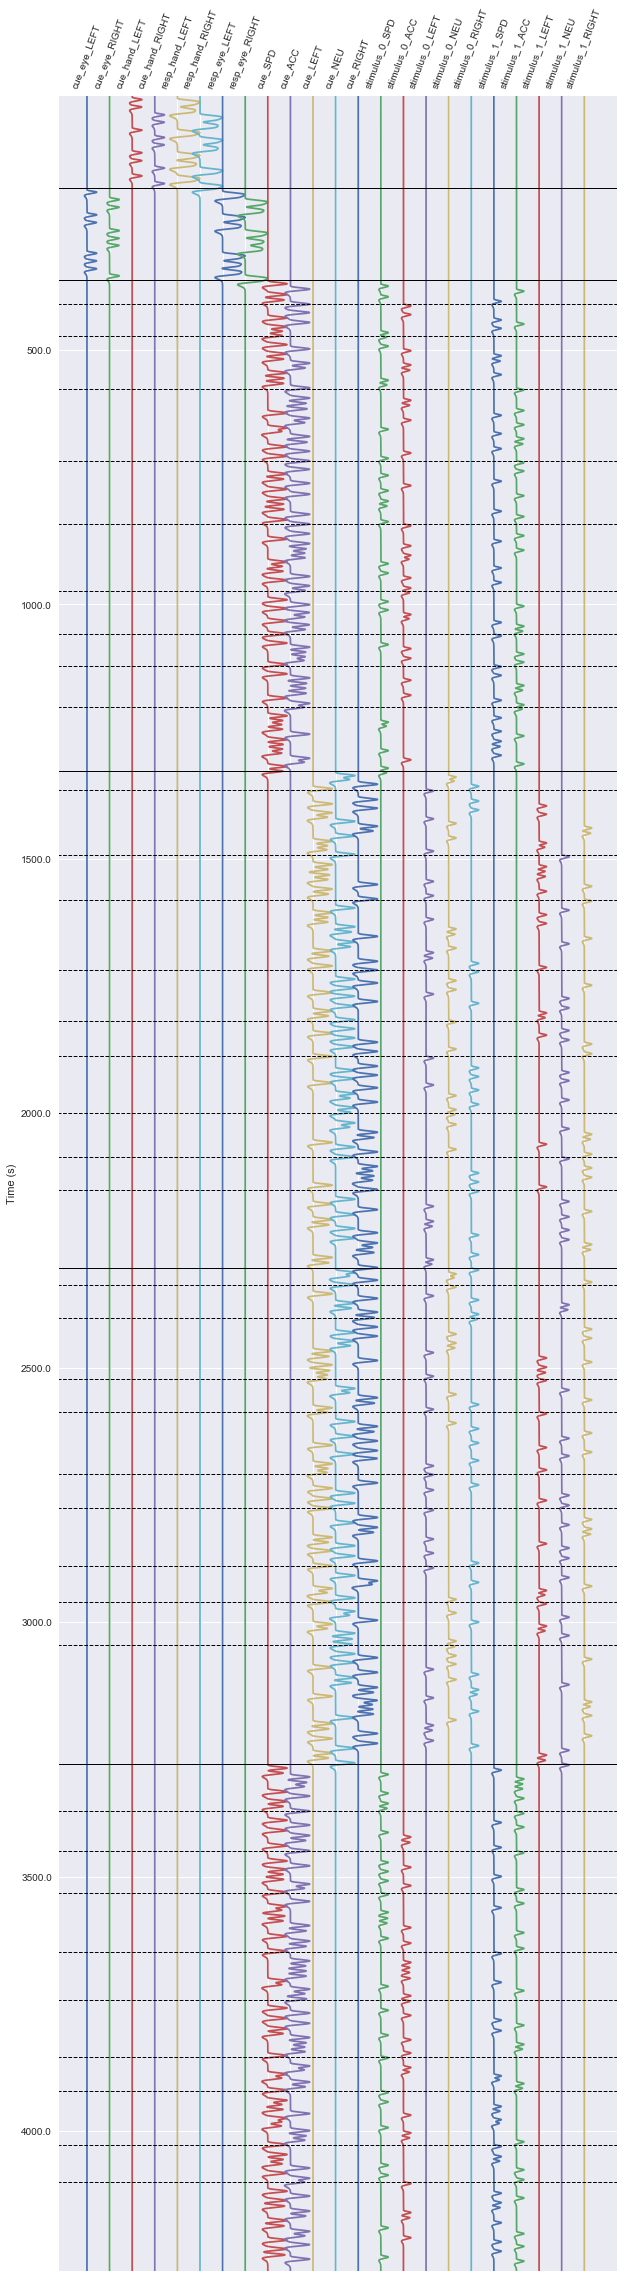 cue_eye_LEFT
cue_eye_RIGHT
cue_hand_LEFT
cue_hand_RIGHT
resp_hand_LEFT
resp_hand_RIGHT
resp_eye_LEFT
resp_eye_RIGHT
cue_SPD
cue_ACC
cue_LEFT
cue_NEU
cue_RIGHT
stimulus_0_SPD
stimulus_0_ACC
stimulus_0_LEFT
stimulus_0_NEU
stimulus_0_RIGHT
stimulus_1_SPD
stimulus_1_ACC
stimulus_1_LEFT
stimulus_1_NEU
stimulus_1_RIGHT
500.0
1000.0
1500.0
2000.0
Time (s)
2500.0
3000.0
3500.0
4000.0